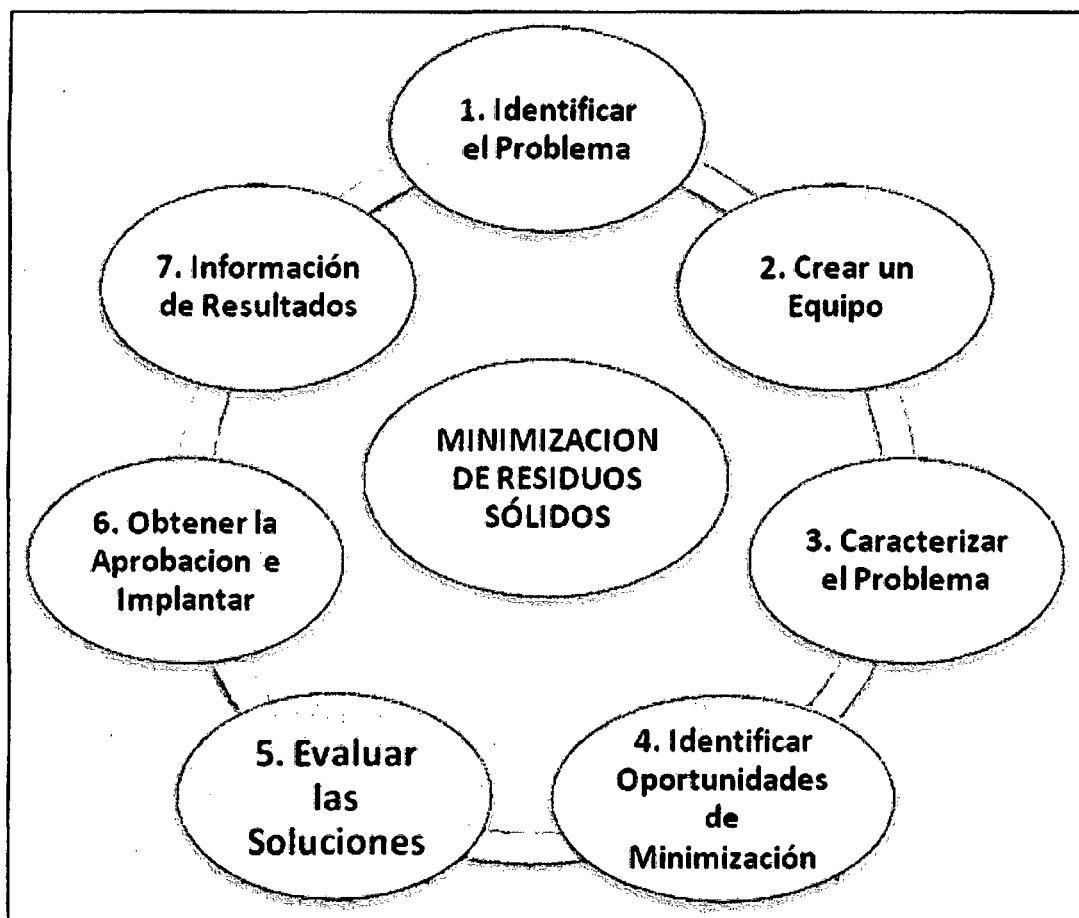 1. Identificar
el Problema
2. Crear un
Equipo
3. Caracterizar
el Problema
4. Identificar
Oportunidades
de
Minimización
5. Evaluar
las
Soluciones
6. Obtener la
Aprobacion e
Implantar
7. Información
de Resultados
MINIMIZACION
DE RESIDUOS
SÓLIDOS